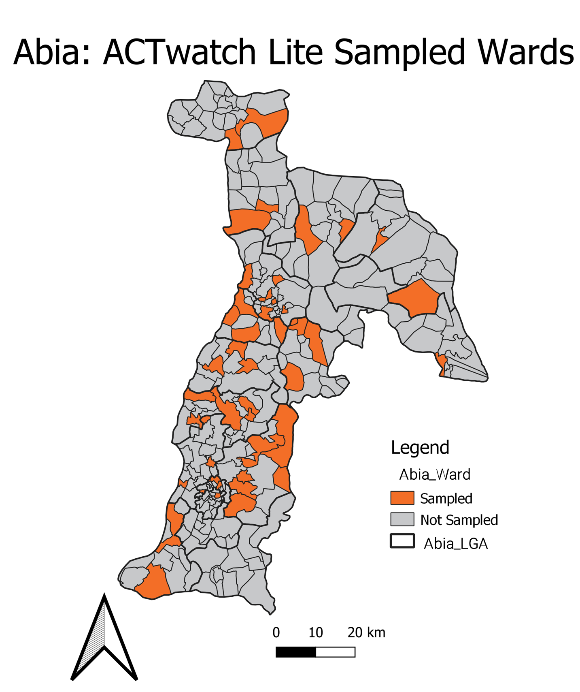 Abia: ACTwatch Lite Sampled Wards
Legend
Abia_Ward
Sampled
Not Sampled
Abia_LGA
0 10 20 km